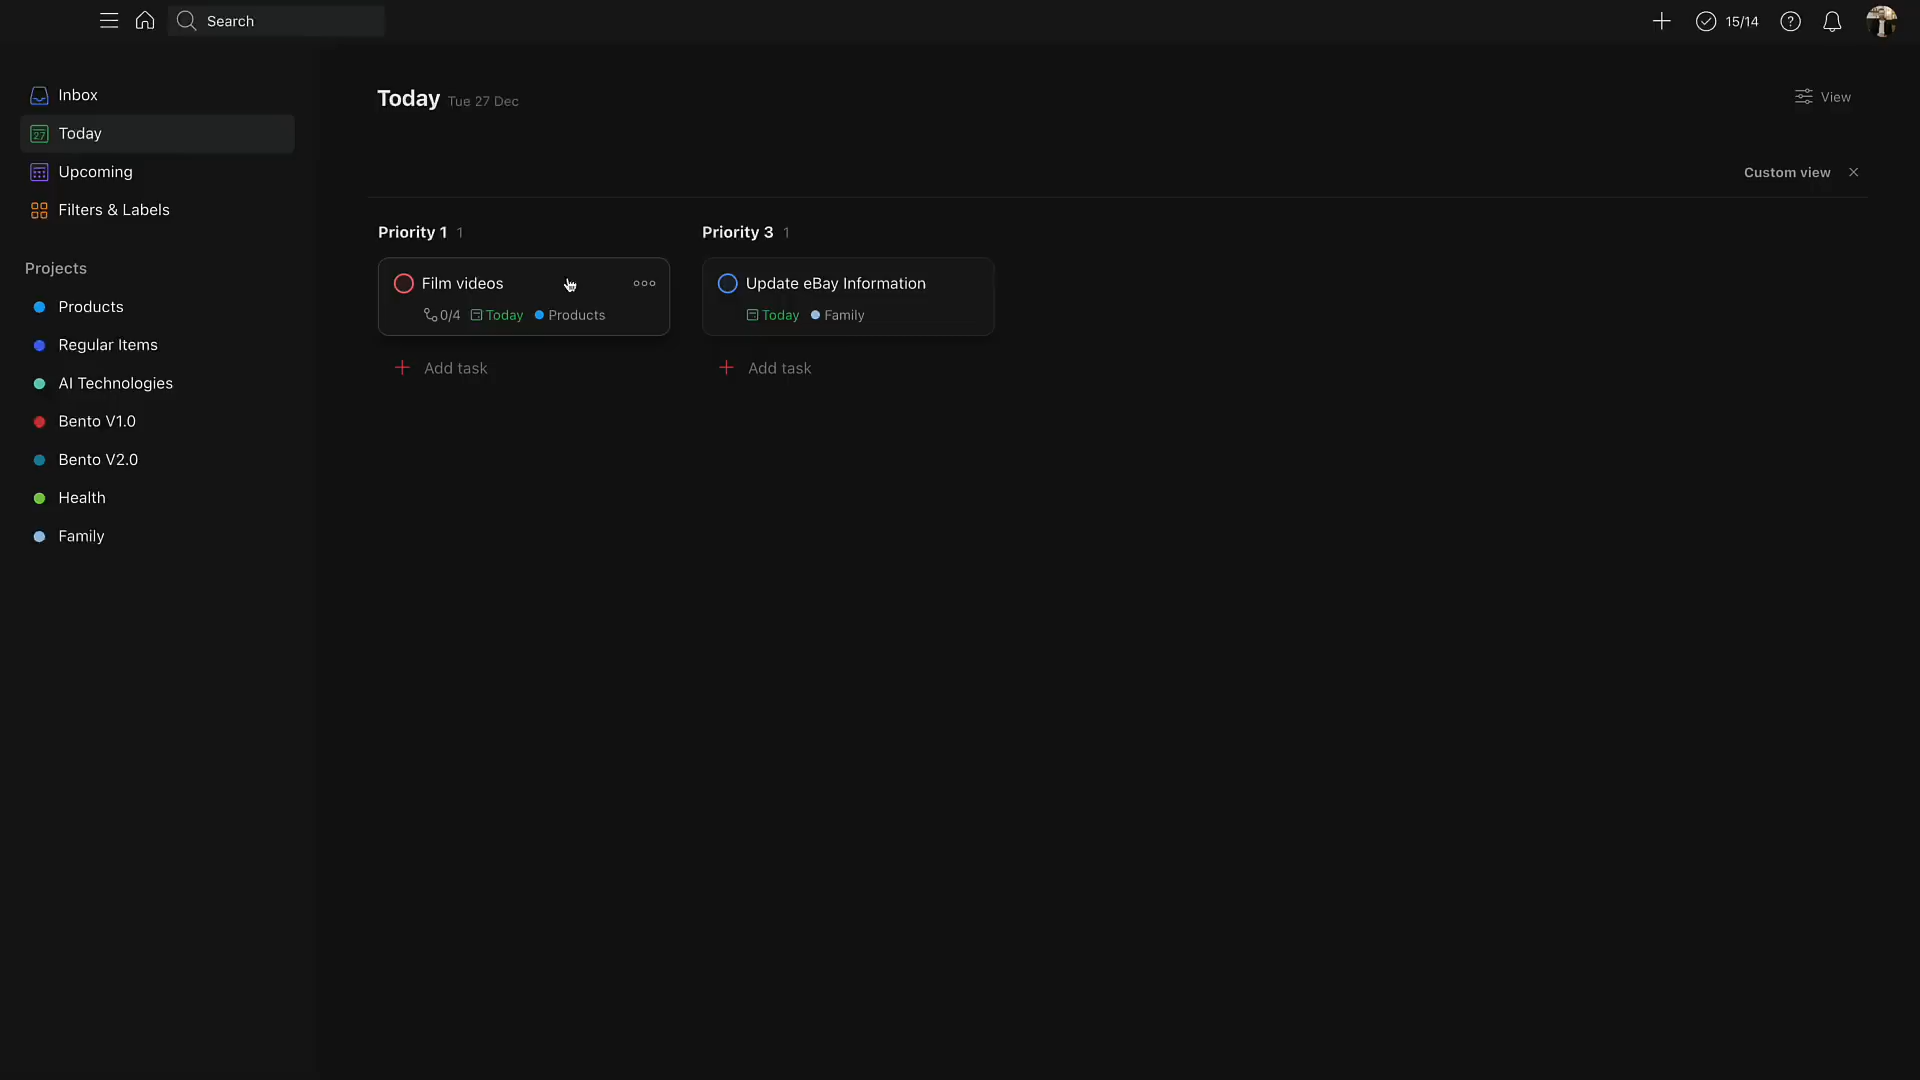 Search
15/14
Inbox
27
Today
Upcoming
Filters & Labels
Projects
Products
Regular Items
AI Technologies
Bento V1.0
Bento V2.0
Health
Family
Today Tue 27 Dec
View
Custom view
Priority 1 1
Film videos
0/4 Today Products
Add task
Priority 3 1
Update eBay Information
Today Family
Add task